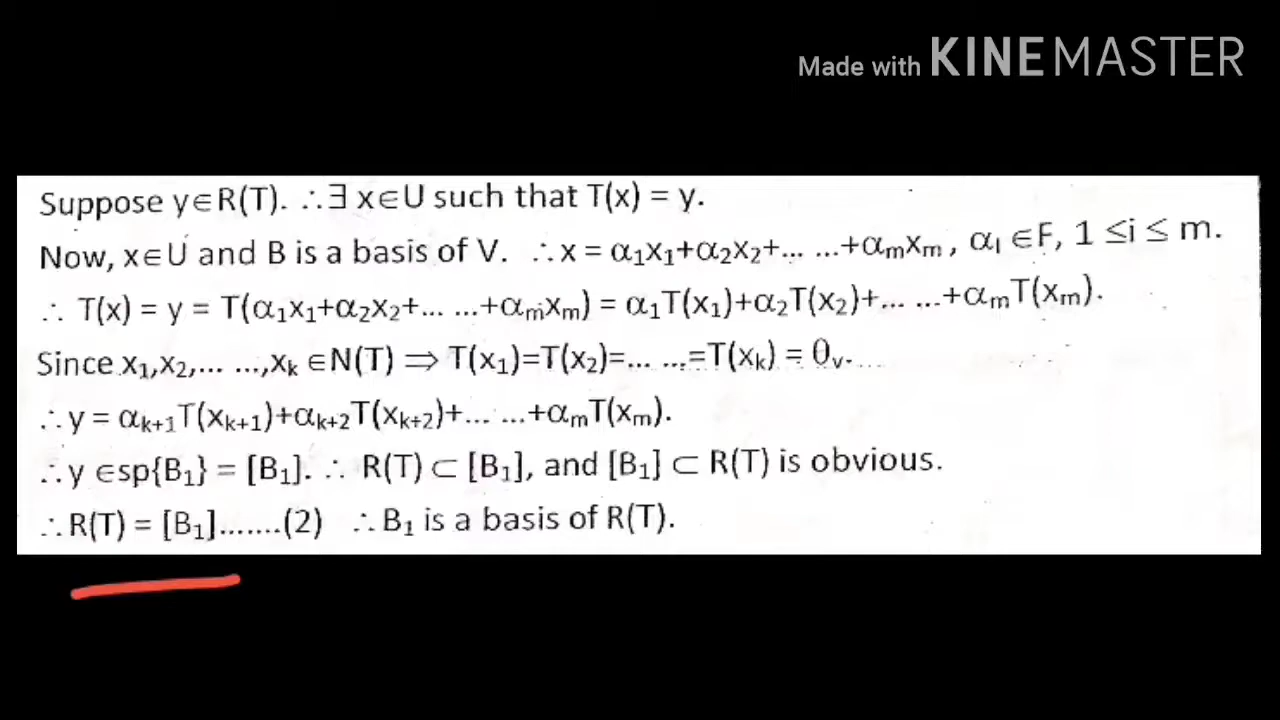 Made with KINEMASTER
Suppose y∈R(T). ∴∃ x∈U such that T(x) = y.
Now, x∈U and B is a basis of V. ∴x = α₁x₁+α₂x₂+... ...+αₘxₘ , αᵢ ∈F, 1 ≤i ≤ m.
∴ T(x) = y = T(α₁x₁+α₂x₂+... ...+αₘxₘ) = α₁T(x₁)+α₂T(x₂)+... ...+αₘT(xₘ).
Since x₁,x₂,... ...,xₖ ∈N(T) ⇒ T(x₁)=T(x₂)=... ...=T(xₖ) = θᵥ.
∴y = αₖ₊₁T(xₖ₊₁)+αₖ₊₂T(xₖ₊₂)+... ...+αₘT(xₘ).
∴y ∈sp{B₁} = [B₁]. ∴ R(T) ⊂ [B₁], and [B₁] ⊂ R(T) is obvious.
∴R(T) = [B₁].......(2) ∴B₁ is a basis of R(T).